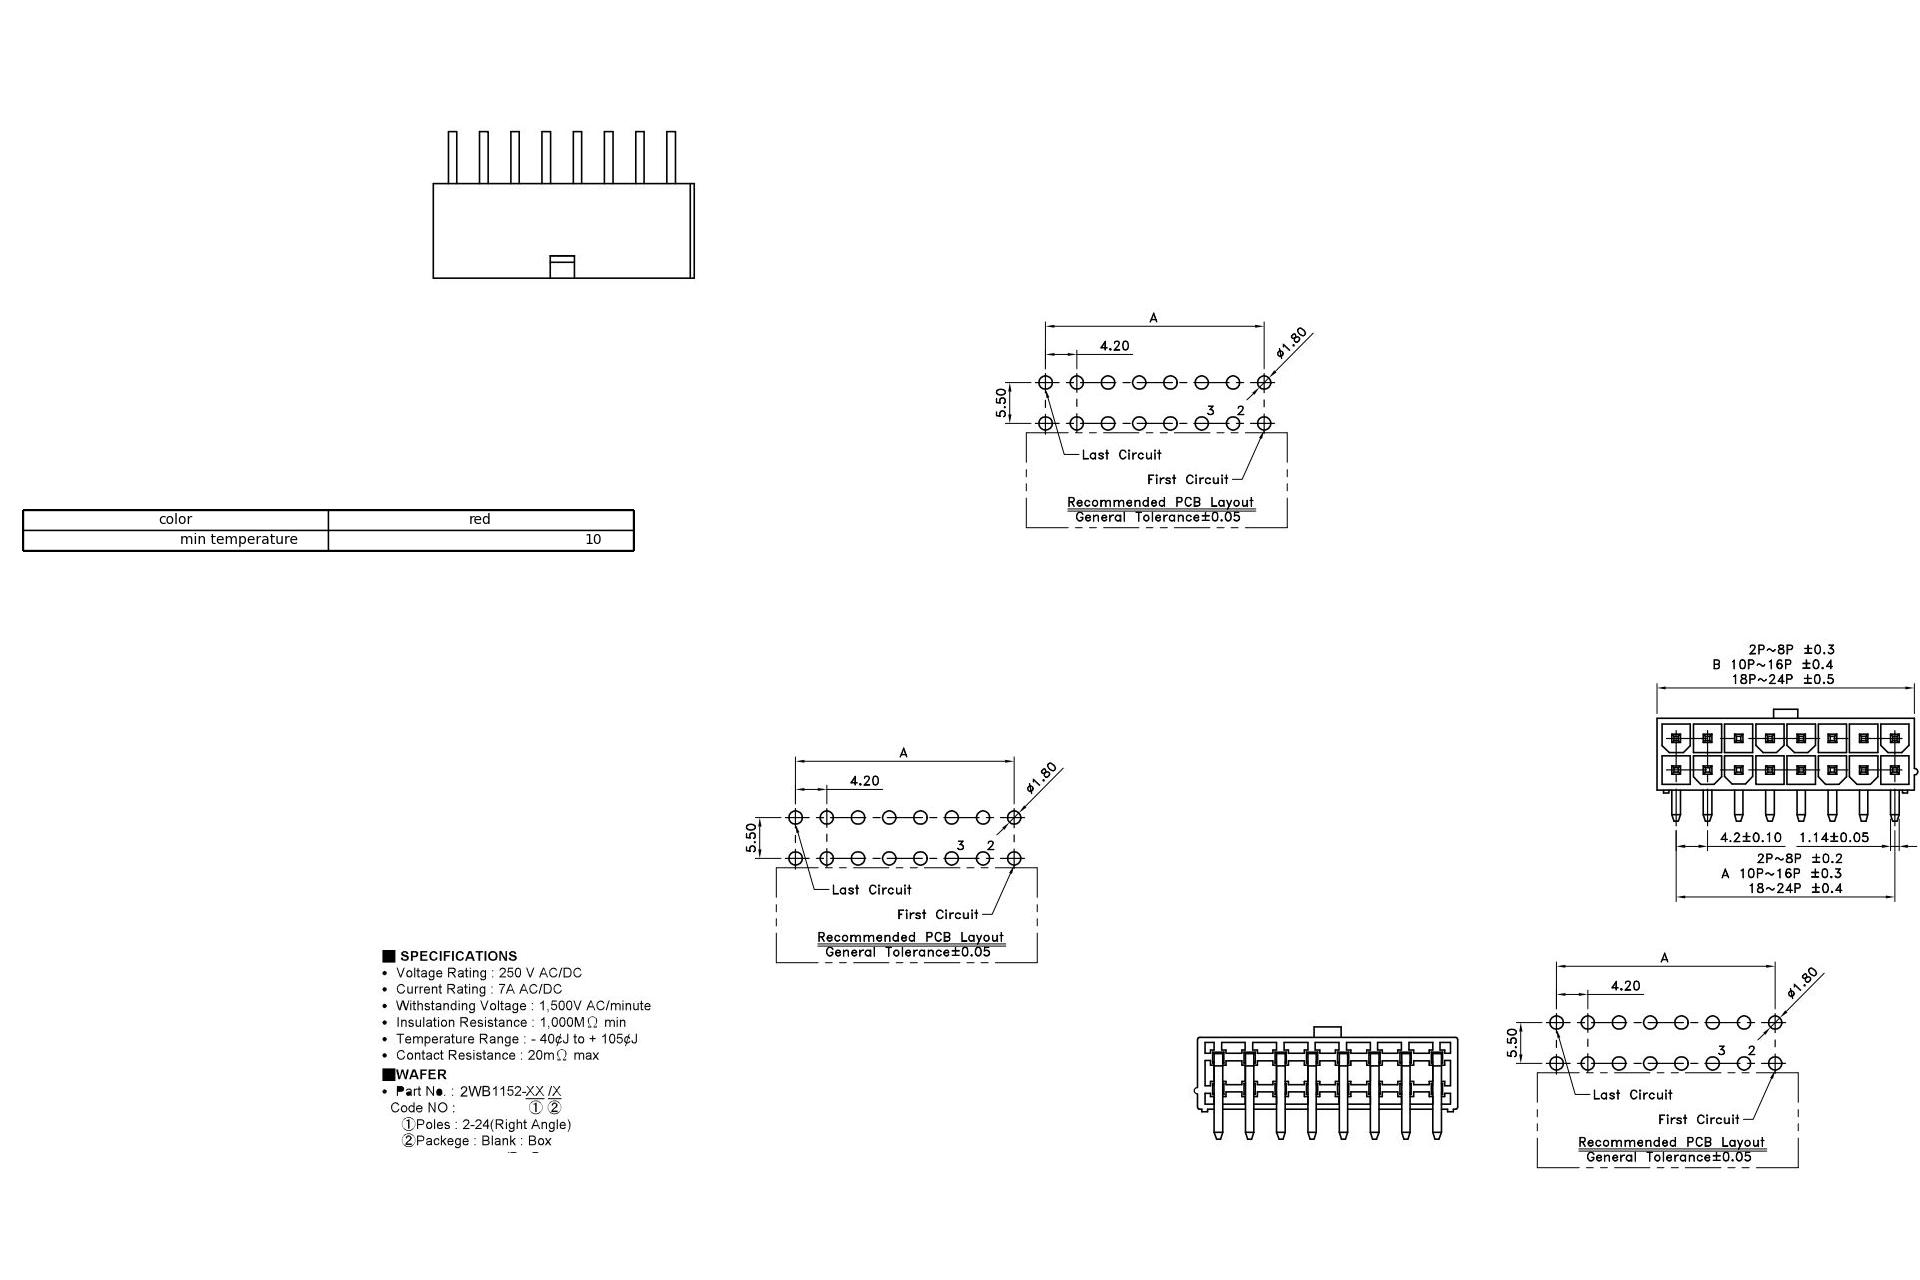 A
4.20
ø1.80
5.50
3 2
Last Circuit
First Circuit
Recommended PCB Layout
General Tolerance±0.05
color red
min temperature 10
2P~8P ±0.3
B 10P~16P ±0.4
18P~24P ±0.5
4.2±0.10 1.14±0.05
2P~8P ±0.2
A 10P~16P ±0.3
18~24P ±0.4
A
4.20
ø1.80
5.50
3 2
Last Circuit
First Circuit
Recommended PCB Layout
General Tolerance±0.05
SPECIFICATIONS
• Voltage Rating : 250 V AC/DC
• Current Rating : 7A AC/DC
• Withstanding Voltage : 1,500V AC/minute
• Insulation Resistance : 1,000MΩ min
• Temperature Range : - 40¢J to + 105¢J
• Contact Resistance : 20mΩ max
WAFER
• Part No. : 2WB1152-XX /X
Code NO : ① ②
①Poles : 2-24(Right Angle)
②Packege : Blank : Box
A
4.20
ø1.80
5.50
3 2
Last Circuit
First Circuit
Recommended PCB Layout
General Tolerance±0.05